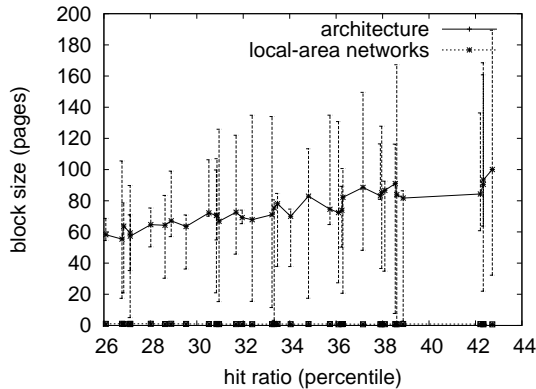 200
180
160
140
120
100
80
60
40
20
0
block size (pages)
architecture
local-area networks
26 28 30 32 34 36 38 40 42 44
hit ratio (percentile)